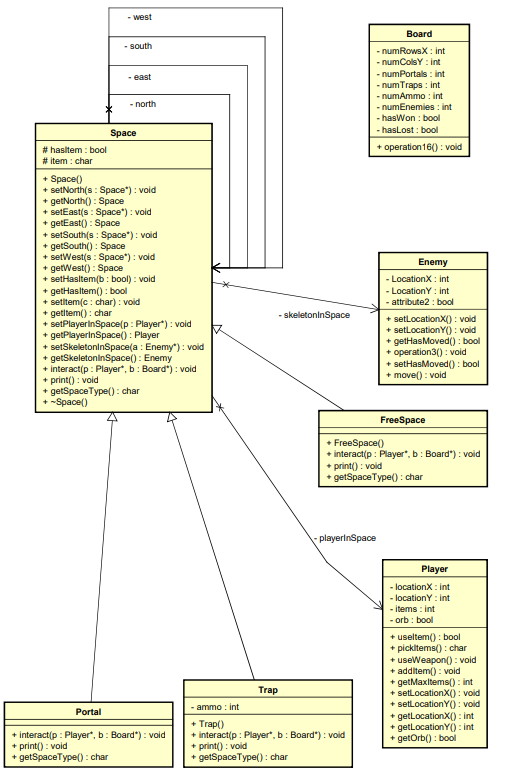 - west
- south
- east
- north
Space
# hasItem : bool
# item : char
+ Space()
+ setNorth(s : Space*) : void
+ getNorth() : Space
+ setEast(s : Space*) : void
+ getEast() : Space
+ setSouth(s : Space*) : void
+ getSouth() : Space
+ setWest(s : Space*) : void
+ getWest() : Space
+ setHasItem(b : bool) : void
+ getHasItem() : bool
+ setItem(c : char) : void
+ getItem() : char
+ setPlayerInSpace(p : Player*) : void
+ getPlayerInSpace() : Player
+ setSkeletonInSpace(a : Enemy*) : void
+ getSkeletonInSpace() : Enemy
+ interact(p : Player*, b : Board*) : void
+ print() : void
+ getSpaceType() : char
+ ~Space()
Board
- numRowsX : int
- numColsY : int
- numPortals : int
- numTraps : int
- numAmmo : int
- numEnemies : int
- hasWon : bool
- hasLost : bool
+ operation16() : void
- skeletonInSpace
Enemy
- LocationX : int
- LocationY : int
- attribute2 : bool
+ setLocationX() : void
+ setLocationY() : void
+ getHasMoved() : bool
+ operation3() : void
+ setHasMoved() : bool
+ move() : void
FreeSpace
+ FreeSpace()
+ interact(p : Player*, b : Board*) : void
+ print() : void
+ getSpaceType() : char
- playerInSpace
Player
- locationX : int
- locationY : int
- items : int
- orb : bool
+ useItem() : bool
+ pickItems() : char
+ useWeapon() : void
+ addItem() : void
+ getMaxItems() : int
+ setLocationX() : void
+ setLocationY() : void
+ getLocationX() : int
+ getLocationY() : int
+ getOrb() : bool
Trap
- ammo : int
+ Trap()
+ interact(p : Player*, b : Board*) : void
+ print() : void
+ getSpaceType() : char
Portal
+ interact(p : Player*, b : Board*) : void
+ print() : void
+ getSpaceType() : char